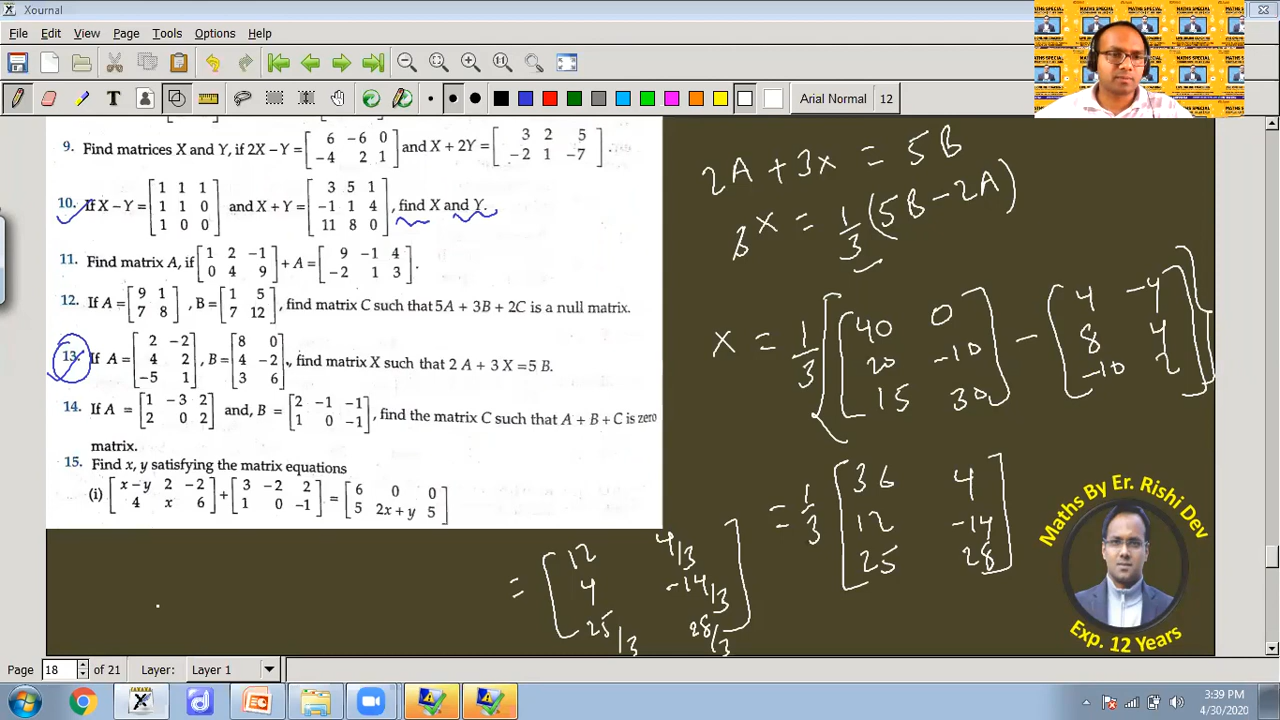 Xournal
File Edit View Page Tools Options Help
Arial Normal 12
9. Find matrices X and Y, if 2X − Y = [6 −6 0
−4 2 1] and X + 2Y = [3 2 5
−2 1 −7].
10. If X − Y = [1 1 1
1 1 0
1 0 0] and X + Y = [3 5 1
−1 1 4
11 8 0], find X and Y.
11. Find matrix A, if [1 2 −1
0 4 9] + A = [9 −1 4
−2 1 3].
12. If A = [9 1
7 8], B = [1 5
7 12], find matrix C such that 5A + 3B + 2C is a null matrix.
13. If A = [2 −2
4 2
−5 1], B = [8 0
4 −2
3 6], find matrix X such that 2 A + 3 X = 5 B.
14. If A = [1 −3 2
2 0 2] and, B = [2 −1 −1
1 0 −1], find the matrix C such that A + B + C is zero
matrix.
15. Find x, y satisfying the matrix equations
(i) [x − y 2 −2
4 x 6] + [3 −2 2
1 0 −1] = [6 0 0
5 2x + y 5]
2A + 3x = 5B
3 x = 1/3 (5B − 2A)
x = 1/3 { [40 0
20 −10
15 30] − [4 −4
8 4
−10 2] }
= 1/3 [36 4
12 −14
25 28]
= [12 4/3
4 −14/3
25/3 28/3]
Maths By Er. Rishi Dev
Exp. 12 Years
Page 18 of 21 Layer: Layer 1
3:39 PM
4/30/2020